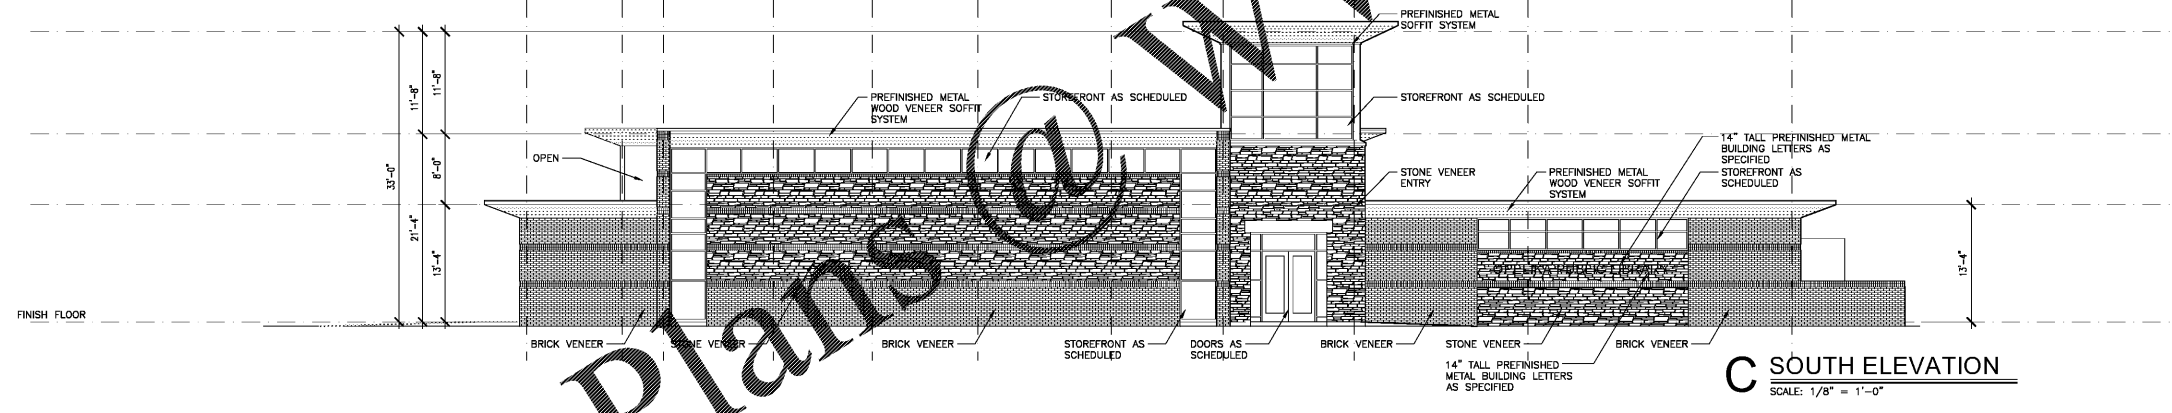 PREFINISHED METAL
SOFFIT SYSTEM
11'-8"
11'-8"
PREFINISHED METAL
WOOD VENEER SOFFIT
SYSTEM
STOREFRONT AS SCHEDULED
STOREFRONT AS SCHEDULED
14" TALL PREFINISHED METAL
BUILDING LETTERS AS
SPECIFIED
OPEN
33'-0"
8'-0"
STONE VENEER
ENTRY
PREFINISHED METAL
WOOD VENEER SOFFIT
SYSTEM
STOREFRONT AS
SCHEDULED
21'-4"
13'-4"
13'-4"
OPELIKA PUBLIC LIBRARY
FINISH FLOOR
BRICK VENEER
STONE VENEER
BRICK VENEER
STOREFRONT AS
SCHEDULED
DOORS AS
SCHEDULED
BRICK VENEER
STONE VENEER
BRICK VENEER
14" TALL PREFINISHED
METAL BUILDING LETTERS
AS SPECIFIED
C SOUTH ELEVATION
SCALE: 1/8" = 1'-0"
Plans @ W